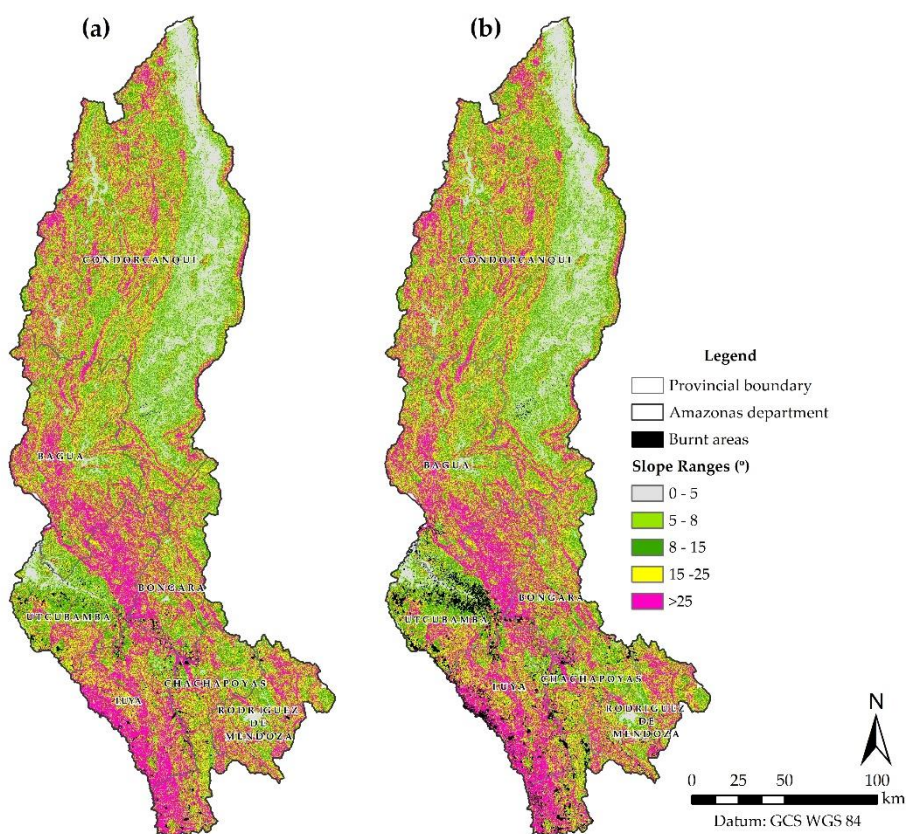 (a)
CONDORCANQUI
BAGUA
BONGARA
UTCUBAMBA
CHACHAPOYAS
LUYA
RODRIGUEZ
DE
MENDOZA
(b)
CONDORCANQUI
BAGUA
BONGARA
UTCUBAMBA
CHACHAPOYAS
LUYA
RODRIGUEZ
DE
MENDOZA
Legend
Provincial boundary
Amazonas department
Burnt areas
Slope Ranges (º)
0 - 5
5 - 8
8 - 15
15 -25
>25
N
0 25 50 100
km
Datum: GCS WGS 84